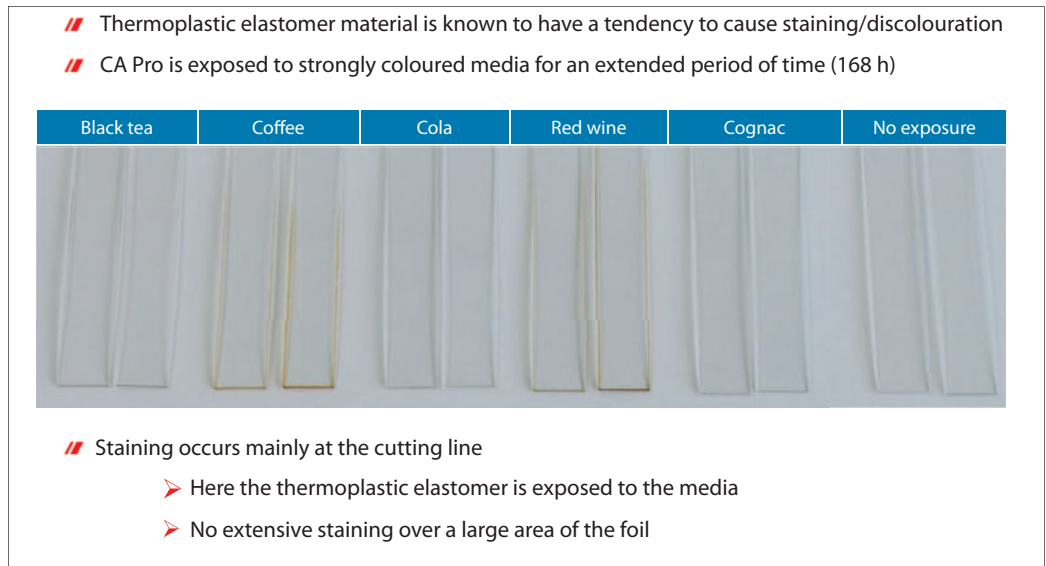 Thermoplastic elastomer material is known to have a tendency to cause staining/discolouration
CA Pro is exposed to strongly coloured media for an extended period of time (168 h)
Black tea Coffee Cola Red wine Cognac No exposure
Staining occurs mainly at the cutting line
Here the thermoplastic elastomer is exposed to the media
No extensive staining over a large area of the foil